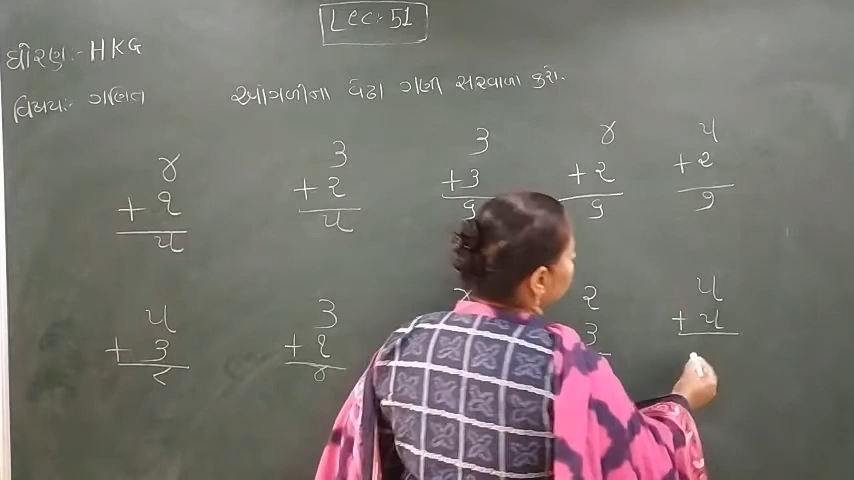 Lec:- 51
ધોરણ:- HKG
વિષય:- ગણિત
આંગળીના વેઢા ગણી સરવાળા કરો.
૪ ૩ ૩ ૪ ૫
+ ૧ + ૨ + ૩ + ૨ + ૨
૫ ૫ ૬ ૬ ૭
૫ ૩ ૨ ૫
+ ૩ + ૧ ૩ + ૫
૮ ૪